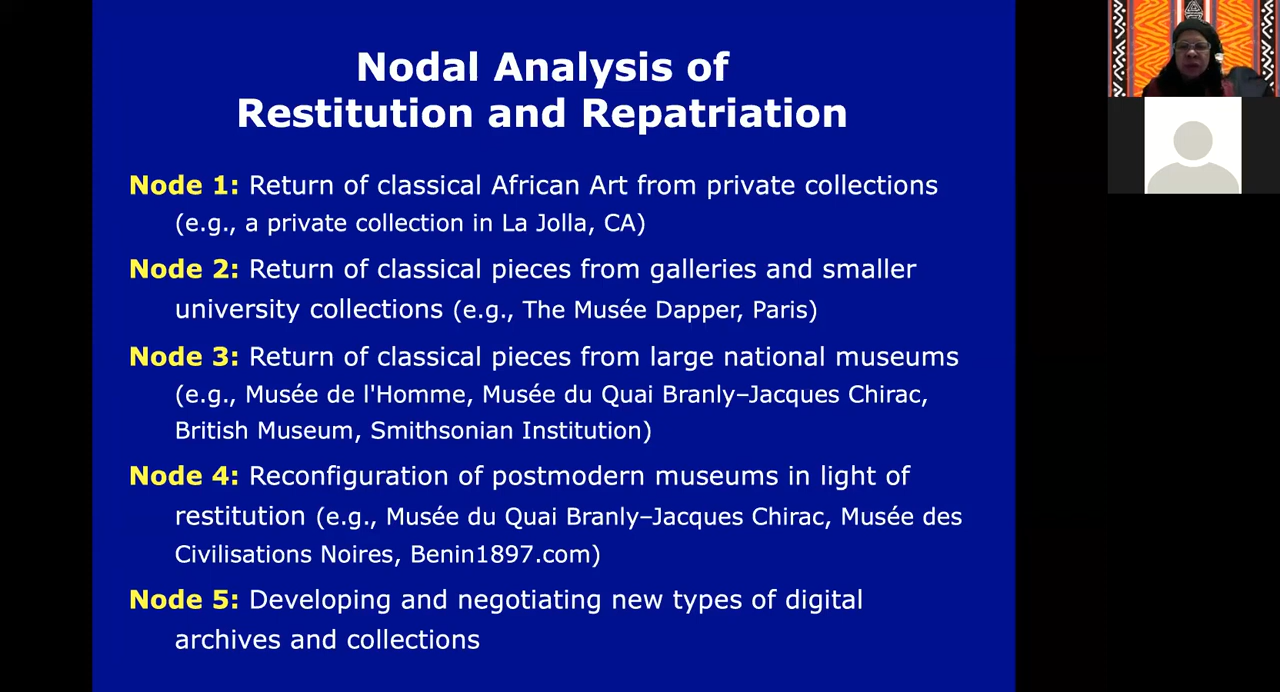 Nodal Analysis of
Restitution and Repatriation
Node 1: Return of classical African Art from private collections
(e.g., a private collection in La Jolla, CA)
Node 2: Return of classical pieces from galleries and smaller
university collections (e.g., The Musée Dapper, Paris)
Node 3: Return of classical pieces from large national museums
(e.g., Musée de l'Homme, Musée du Quai Branly–Jacques Chirac,
British Museum, Smithsonian Institution)
Node 4: Reconfiguration of postmodern museums in light of
restitution (e.g., Musée du Quai Branly–Jacques Chirac, Musée des
Civilisations Noires, Benin1897.com)
Node 5: Developing and negotiating new types of digital
archives and collections